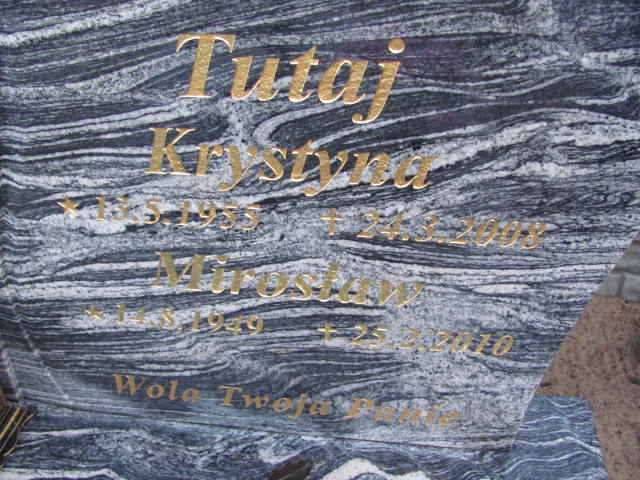 Tutaj
Krystyna
★ 13.5.1955 † 24.3.2008
Mirosław
★ 14.8.1949 † 25.2.2010
Wola Twoja Panie